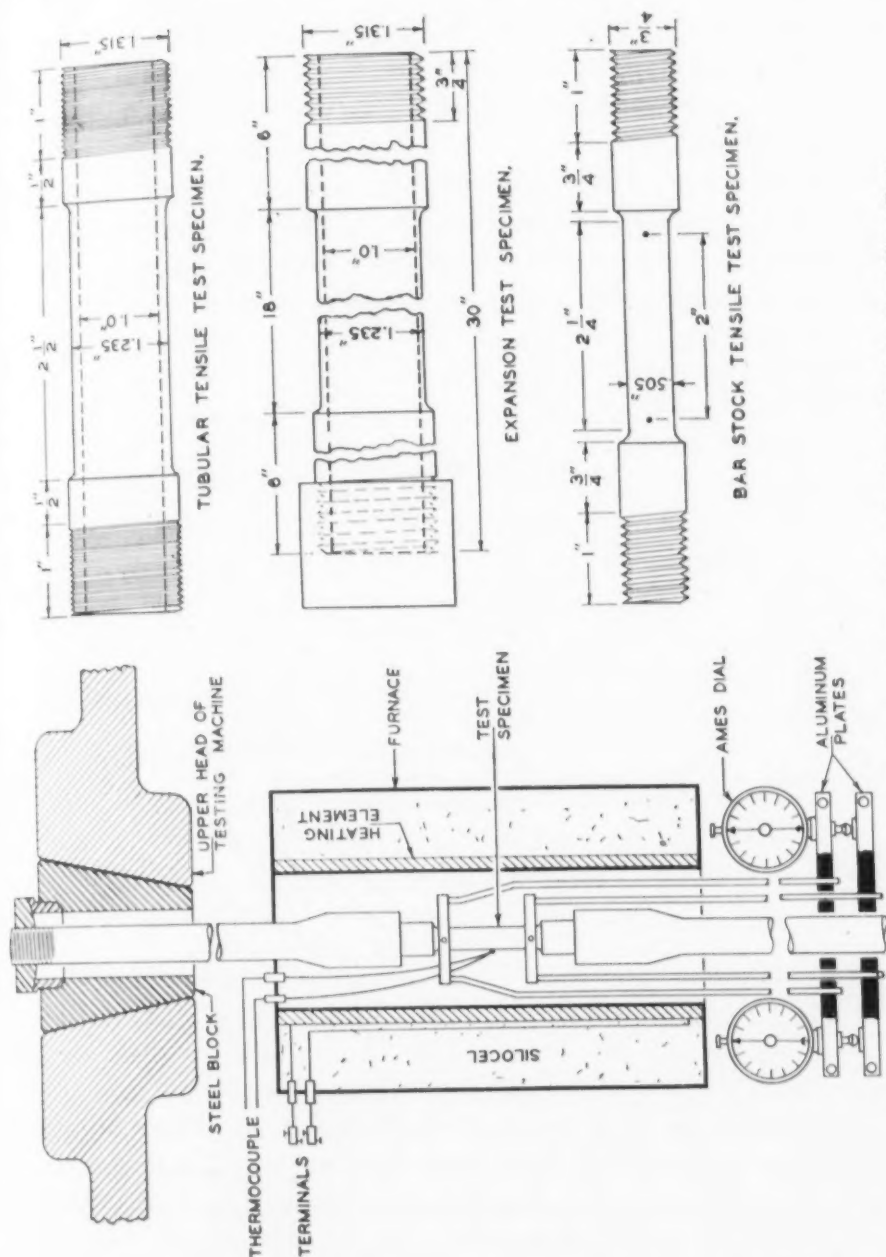 1"
1/2"
2 1/2"
1/2"
1"
1.0"
1.235"
1.315"
TUBULAR TENSILE TEST SPECIMEN.
6"
18"
6"
1.0"
1.235"
1.315"
3/4"
30"
EXPANSION TEST SPECIMEN.
1"
3/4"
2 1/4"
3/4"
1"
.505"
3/4"
2"
BAR STOCK TENSILE TEST SPECIMEN.
UPPER HEAD OF
TESTING MACHINE
STEEL BLOCK
THERMOCOUPLE
TERMINALS
FURNACE
HEATING
ELEMENT
TEST
SPECIMEN
SILOCEL
AMES DIAL
ALUMINUM
PLATES